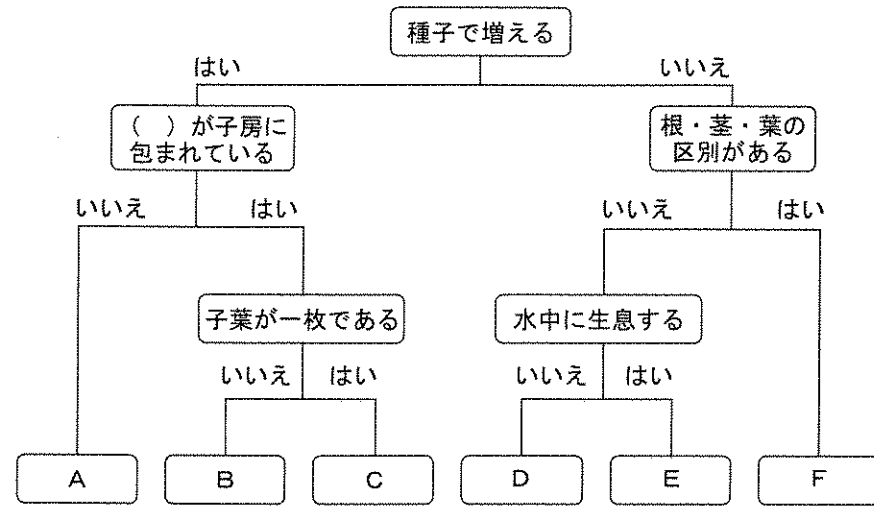 種子で増える
はい
いいえ
（　）が子房に
包まれている
根・茎・葉の
区別がある
いいえ
はい
いいえ
はい
子葉が一枚である
水中に生息する
いいえ
はい
いいえ
はい
A
B
C
D
E
F